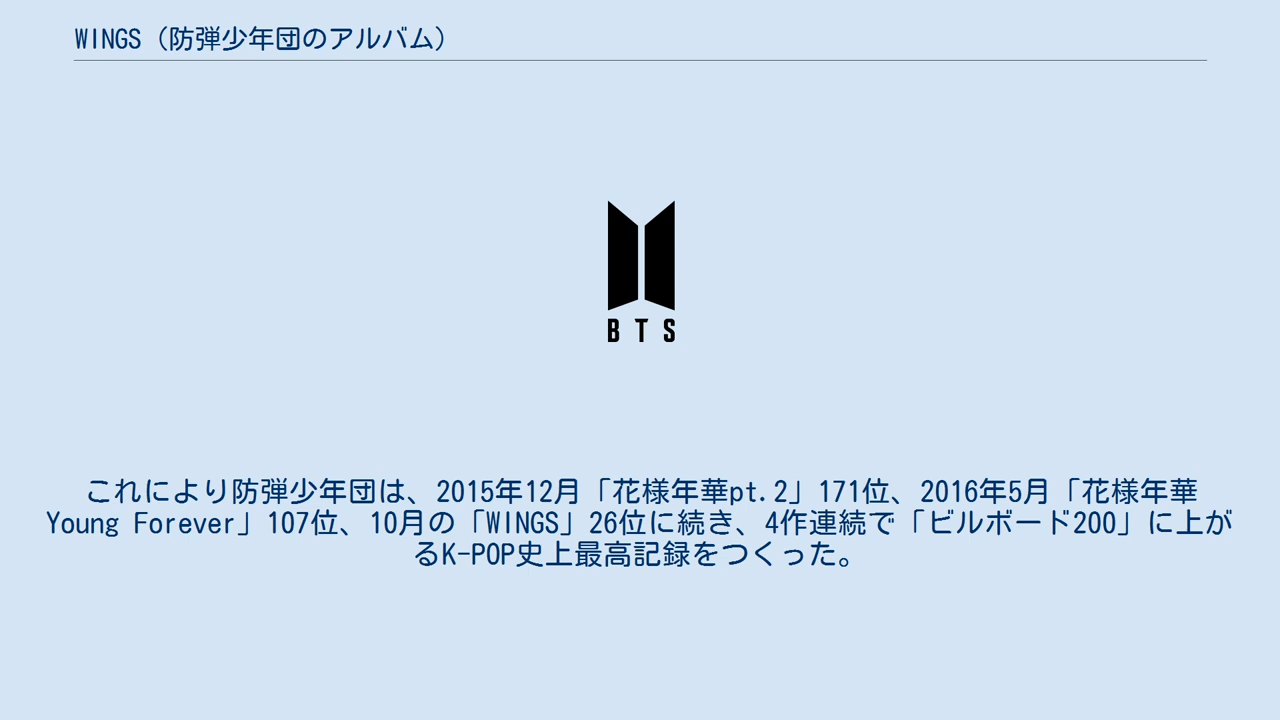 WINGS（防弾少年団のアルバム）
BTS
これにより防弾少年団は、2015年12月「花様年華pt.2」171位、2016年5月「花様年華
Young Forever」107位、10月の「WINGS」26位に続き、4作連続で「ビルボード200」に上が
るK-POP史上最高記録をつくった。